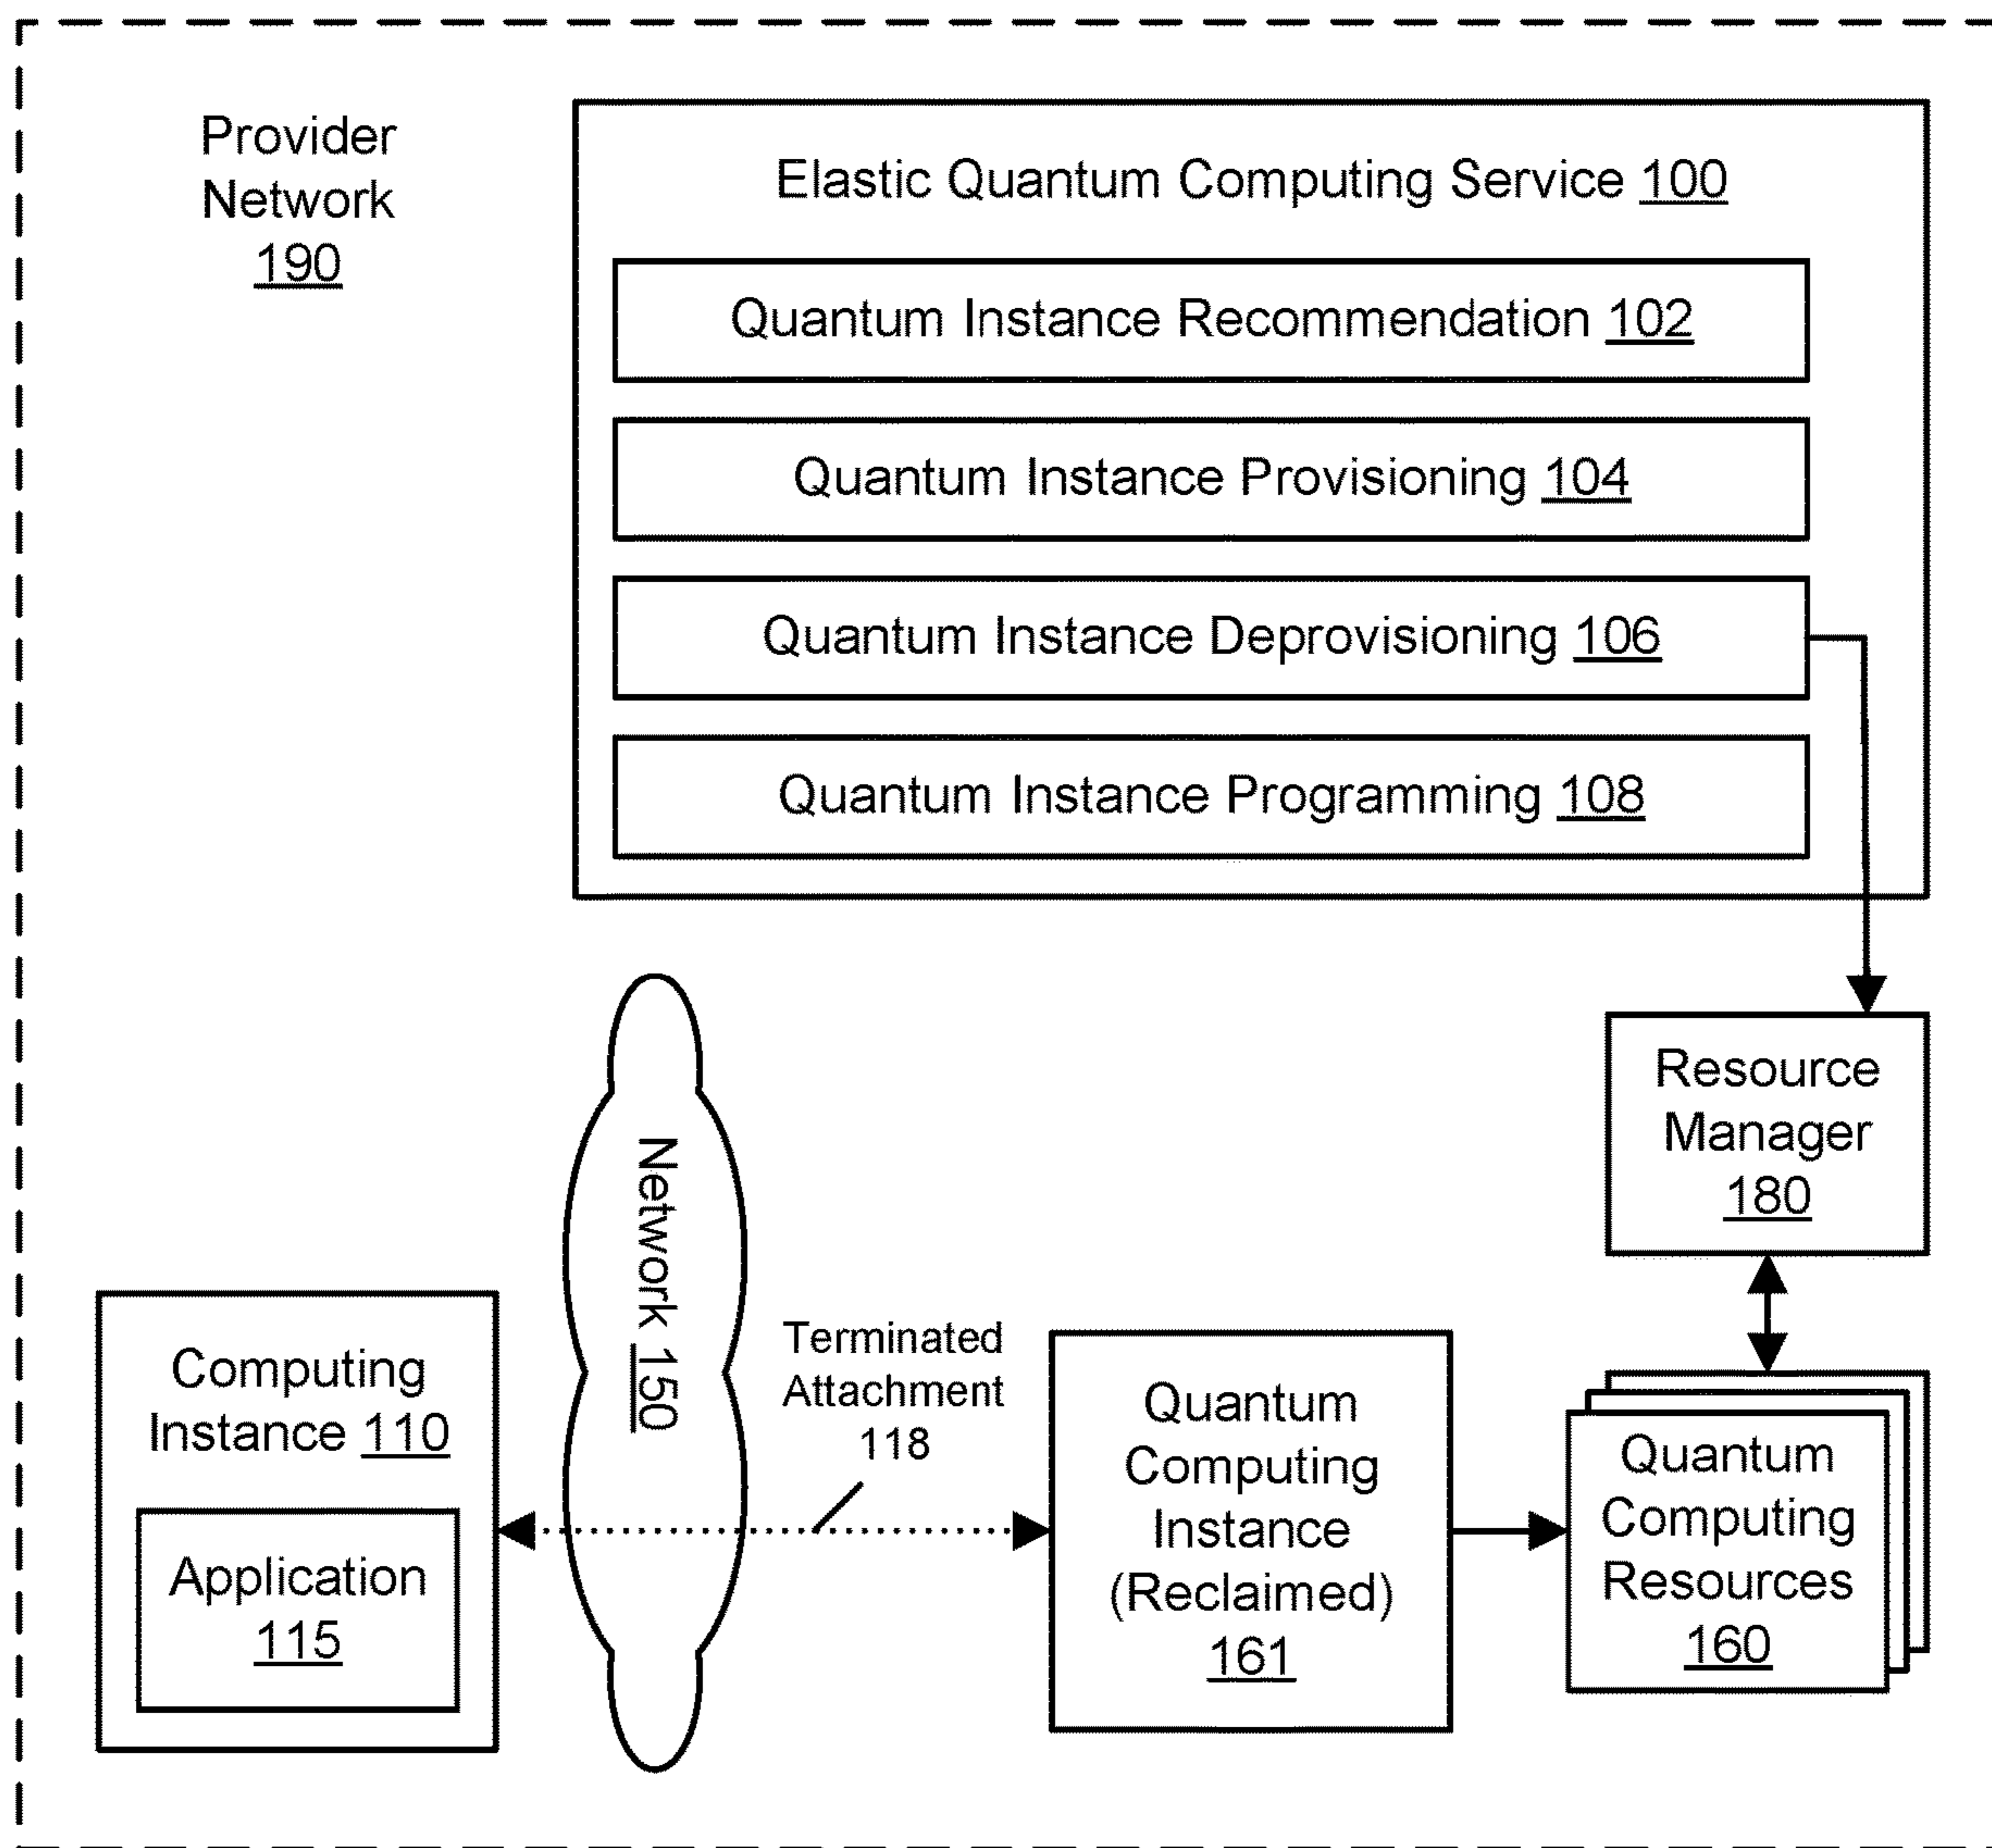 Provider
Network
190
Elastic Quantum Computing Service 100
Quantum Instance Recommendation 102
Quantum Instance Provisioning 104
Quantum Instance Deprovisioning 106
Quantum Instance Programming 108
Resource
Manager
180
Network 150
Terminated
Attachment
118
Computing
Instance 110
Application
115
Quantum
Computing
Instance
(Reclaimed)
161
Quantum
Computing
Resources
160